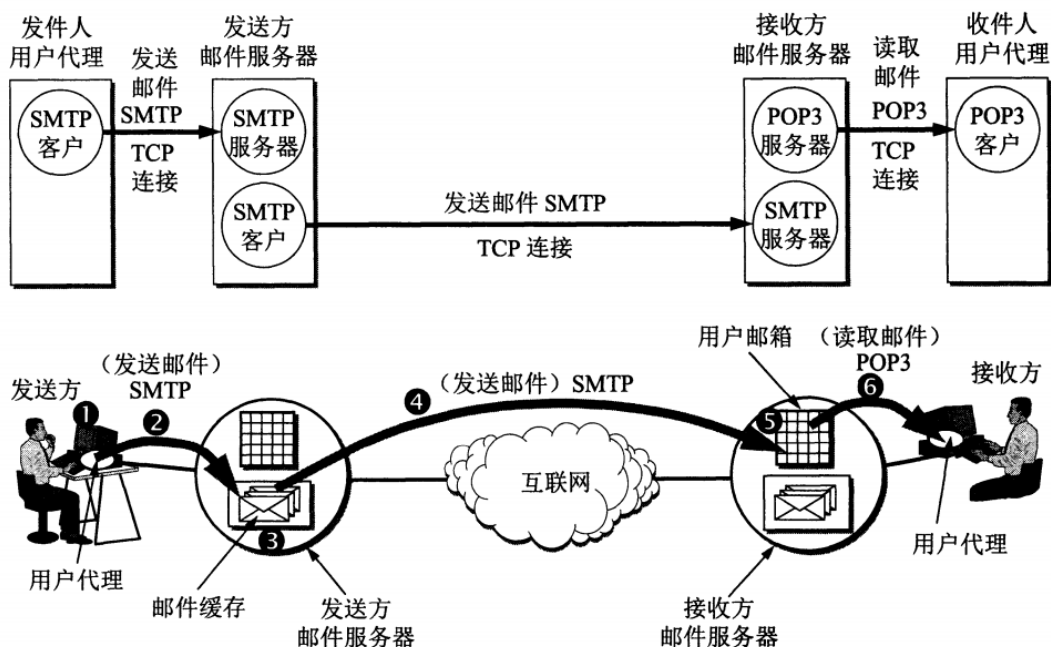 发件人
用户代理
发送
邮件
SMTP
TCP
连接
SMTP
客户
发送方
邮件服务器
SMTP
服务器
SMTP
客户
发送邮件 SMTP
TCP 连接
接收方
邮件服务器
POP3
服务器
SMTP
服务器
读取
邮件
POP3
TCP
连接
收件人
用户代理
POP3
客户
发送方
(发送邮件)
SMTP
1
2
3
用户代理
邮件缓存
发送方
邮件服务器
4
(发送邮件) SMTP
互联网
用户邮箱
(读取邮件)
POP3
5
6
接收方
用户代理
接收方
邮件服务器